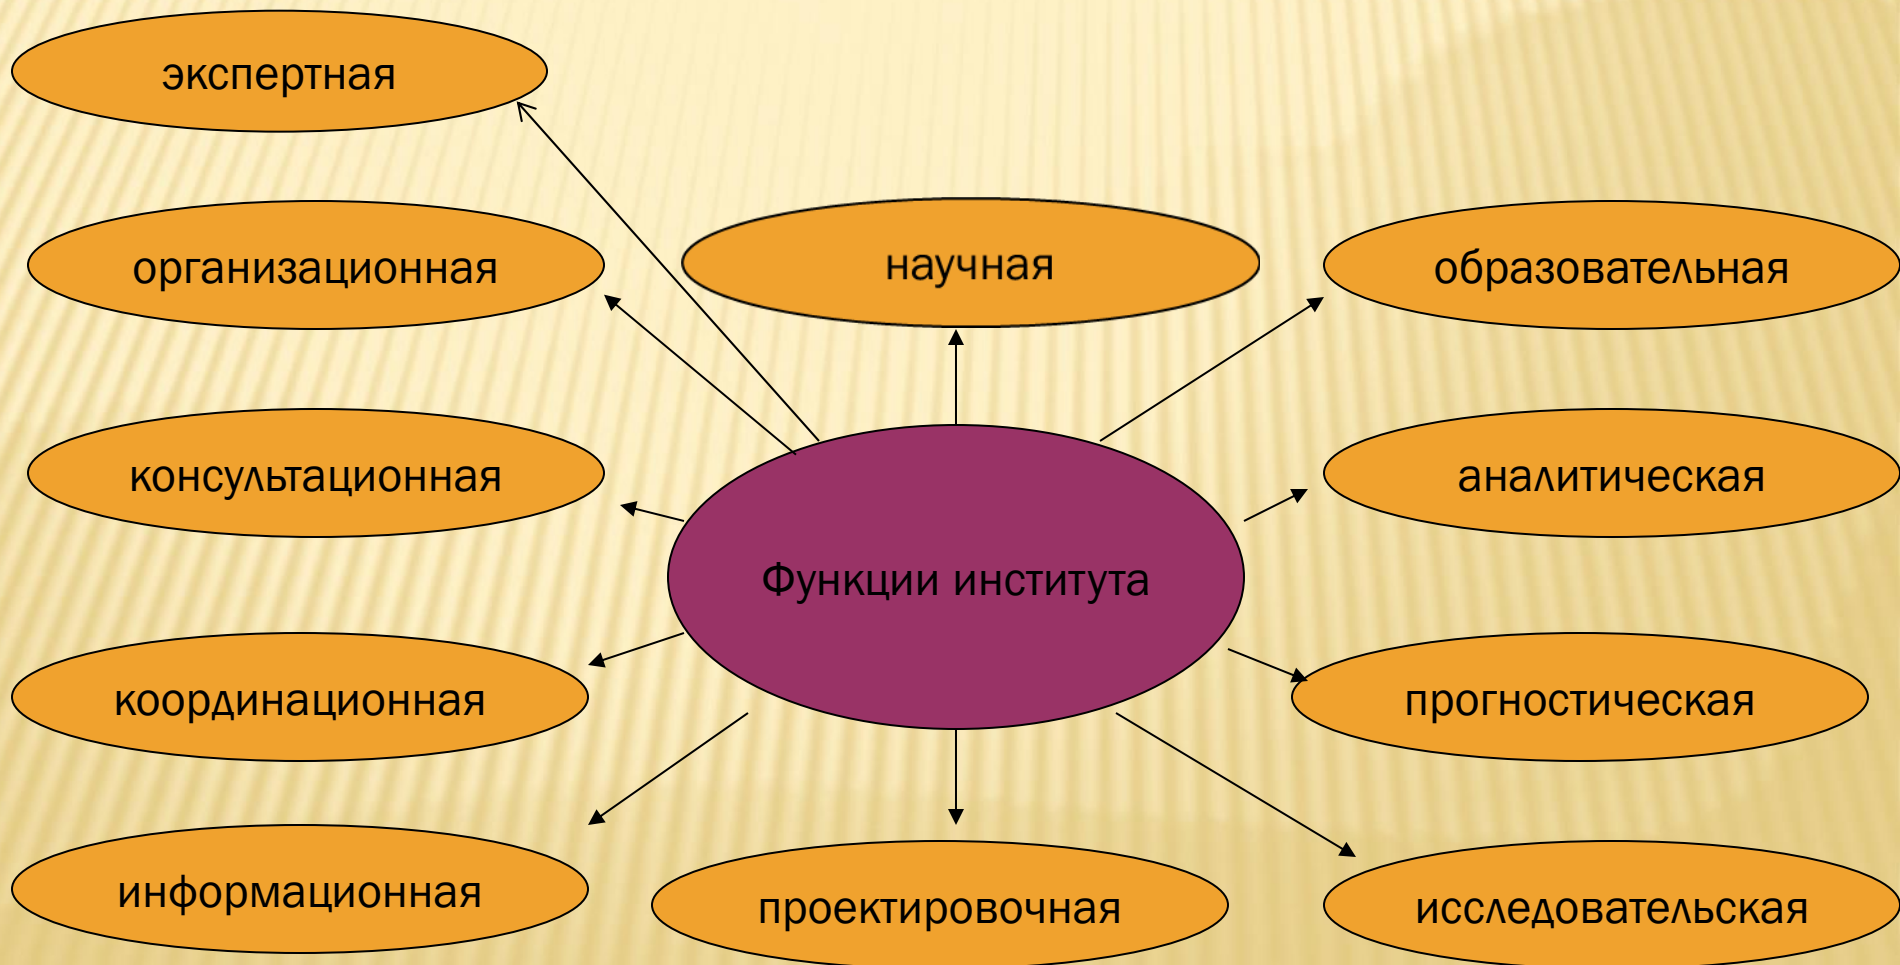 экспертная
организационная
научная
образовательная
консультационная
аналитическая
Функции института
координационная
прогностическая
информационная
проектировочная
исследовательская